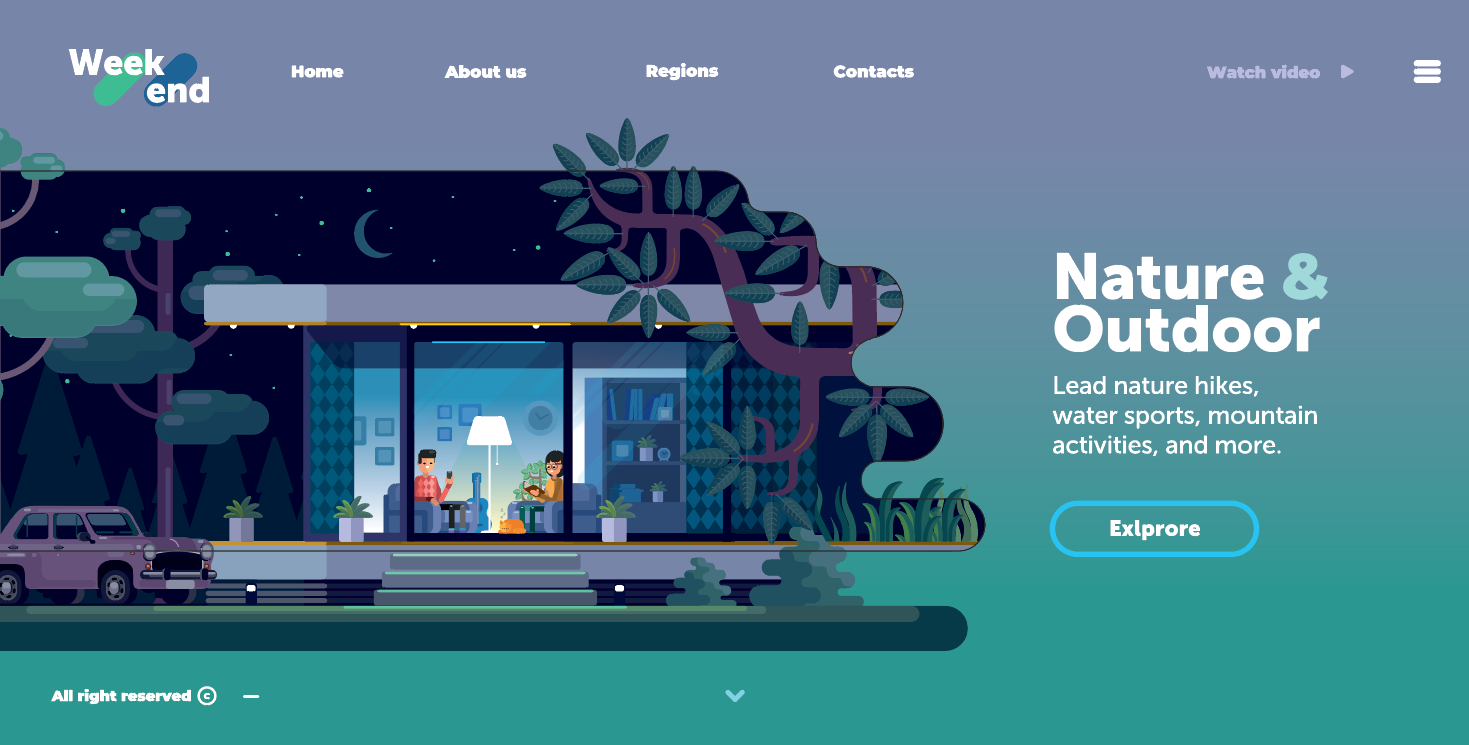 Week
end
Home
About us
Regions
Contacts
Watch video
Nature &
Outdoor
Lead nature hikes,
water sports, mountain
activities, and more.
Exlprore
All right reserved ©